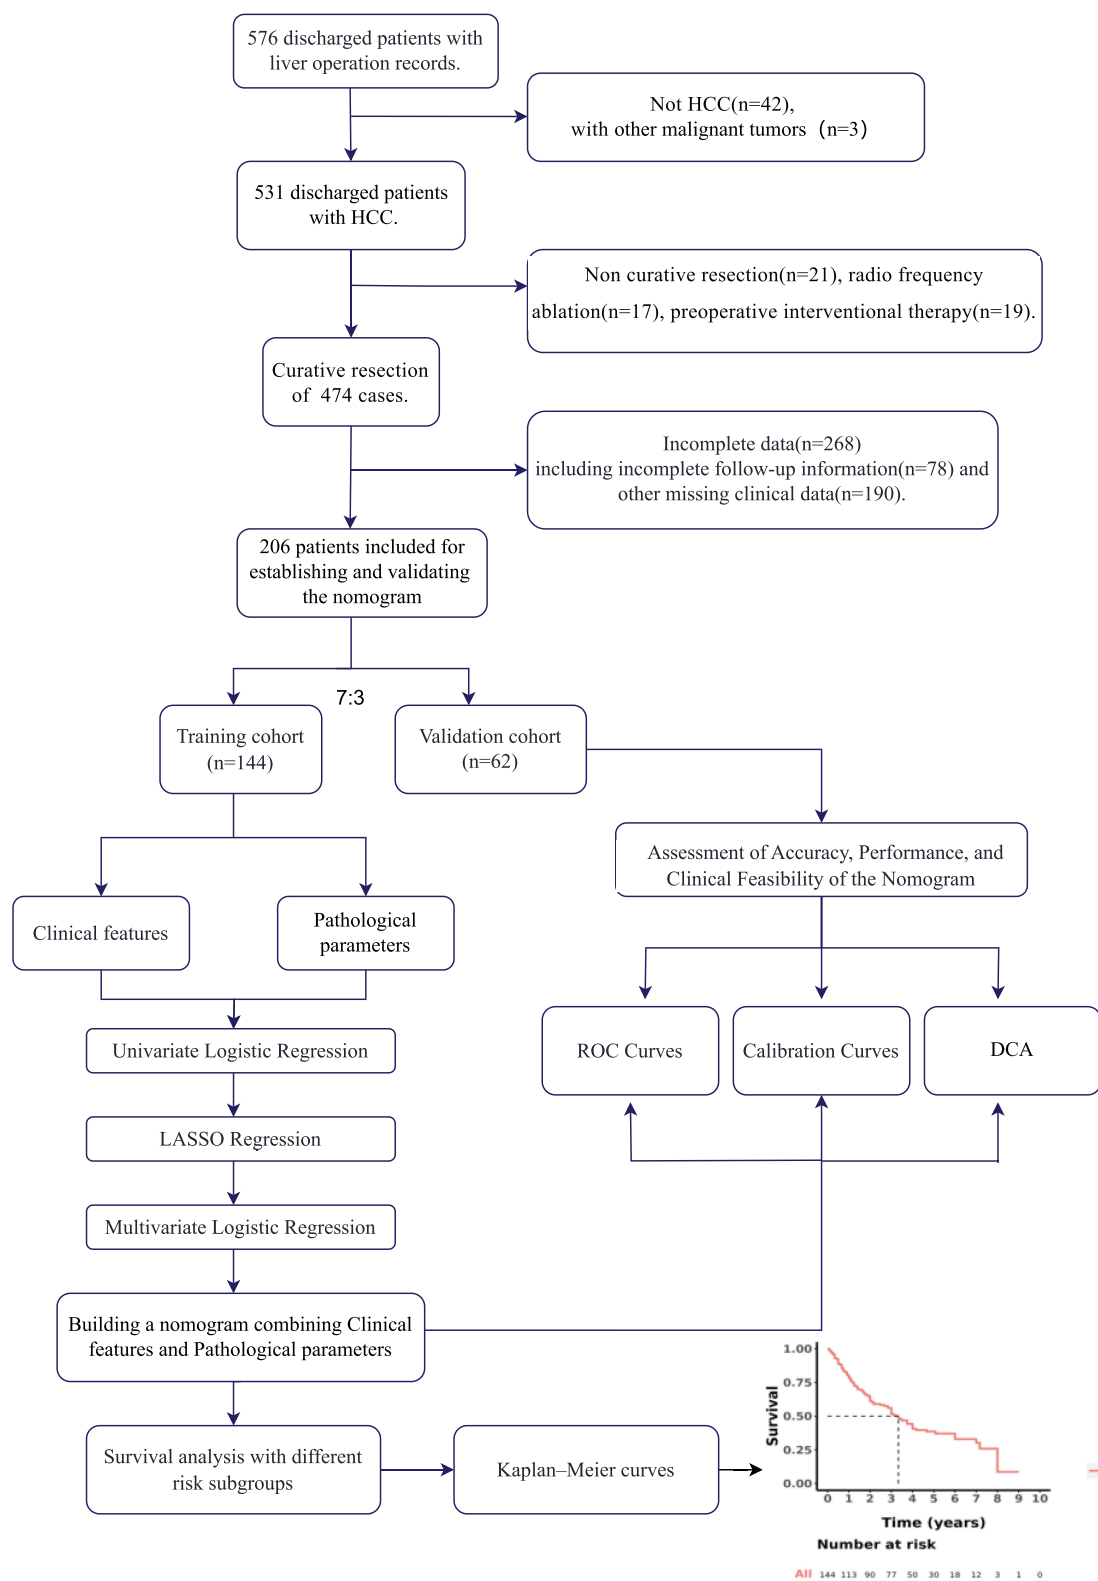 576 discharged patients with
liver operation records.
Not HCC(n=42),
with other malignant tumors（n=3）
531 discharged patients
with HCC.
Non curative resection(n=21), radio frequency
ablation(n=17), preoperative interventional therapy(n=19).
Curative resection
of 474 cases.
Incomplete data(n=268)
including incomplete follow-up information(n=78) and
other missing clinical data(n=190).
206 patients included for
establishing and validating
the nomogram
7:3
Training cohort
(n=144)
Validation cohort
(n=62)
Assessment of Accuracy, Performance, and
Clinical Feasibility of the Nomogram
Clinical features
Pathological
parameters
ROC Curves
Calibration Curves
DCA
Univariate Logistic Regression
LASSO Regression
Multivariate Logistic Regression
Building a nomogram combining Clinical
features and Pathological parameters
Survival analysis with different
risk subgroups
Kaplan–Meier curves
Survival
1.00
0.75
0.50
0.25
0.00
0 1 2 3 4 5 6 7 8 9 10
Time (years)
Number at risk
All 144 113 90 77 50 30 18 12 3 1 0